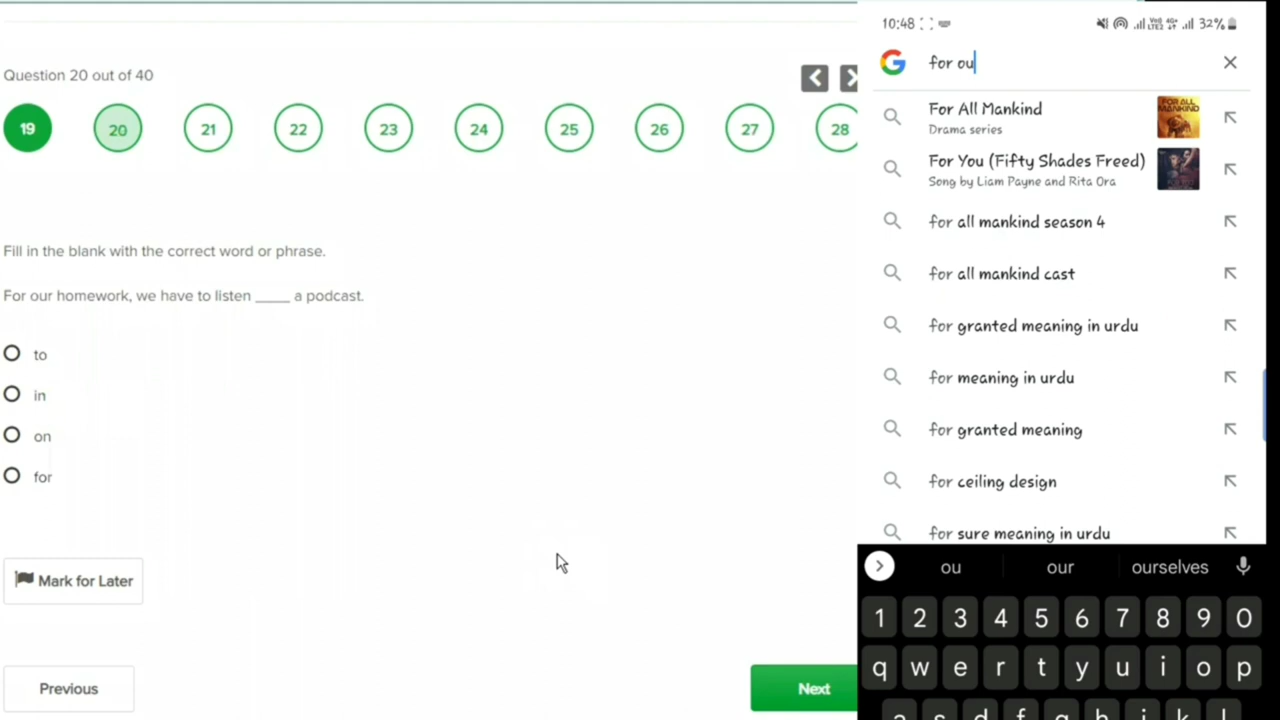 Question 20 out of 40
19 20 21 22 23 24 25 26 27 28
Fill in the blank with the correct word or phrase.
For our homework, we have to listen ____ a podcast.
to
in
on
for
Mark for Later
Previous
Next
10:48
32%
for ou
For All Mankind
Drama series
FOR ALL MANKIND
For You (Fifty Shades Freed)
Song by Liam Payne and Rita Ora
for all mankind season 4
for all mankind cast
for granted meaning in urdu
for meaning in urdu
for granted meaning
for ceiling design
for sure meaning in urdu
ou our ourselves
1 2 3 4 5 6 7 8 9 0
q w e r t y u i o p
a s d f g h j k l